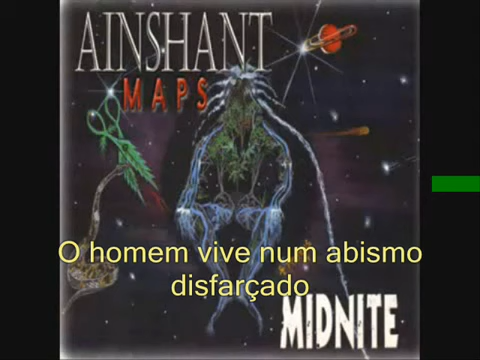 AINSHANT
MAPS
O homem vive num abismo
disfarçado
MIDNITE